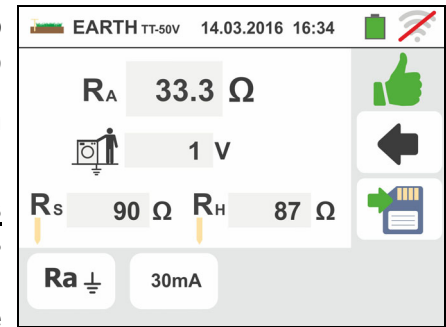 EARTH TT-50V 14.03.2016 16:34
RA 33.3 Ω
1 V
Rs 90 Ω RH 87 Ω
Ra 30mA